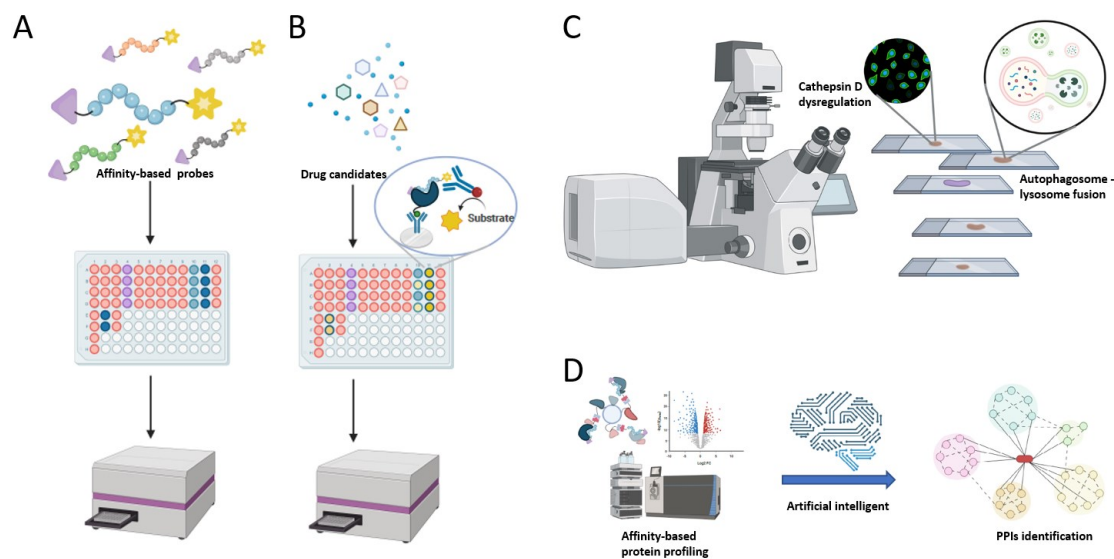 A
B
C
D
Affinity-based probes
Drug candidates
Substrate
Cathepsin D
dysregulation
Autophagosome -
lysosome fusion
Affinity-based
protein profiling
Artificial intelligent
PPIs identification